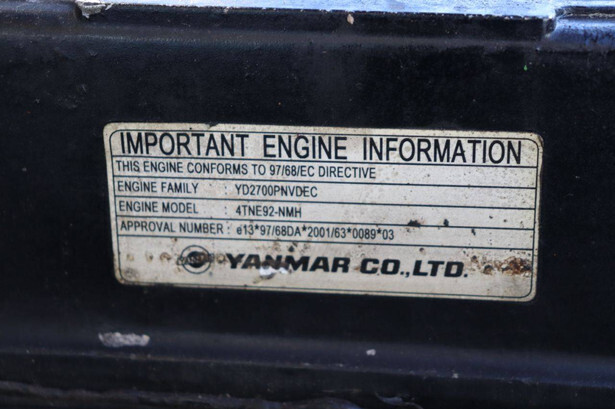 IMPORTANT ENGINE INFORMATION
THIS ENGINE CONFORMS TO 97/68/EC DIRECTIVE
ENGINE FAMILY : YD2700PNVDEC
ENGINE MODEL : 4TNE92-NMH
APPROVAL NUMBER : e13*97/68DA*2001/63*0089*03
YANMAR CO.,LTD.